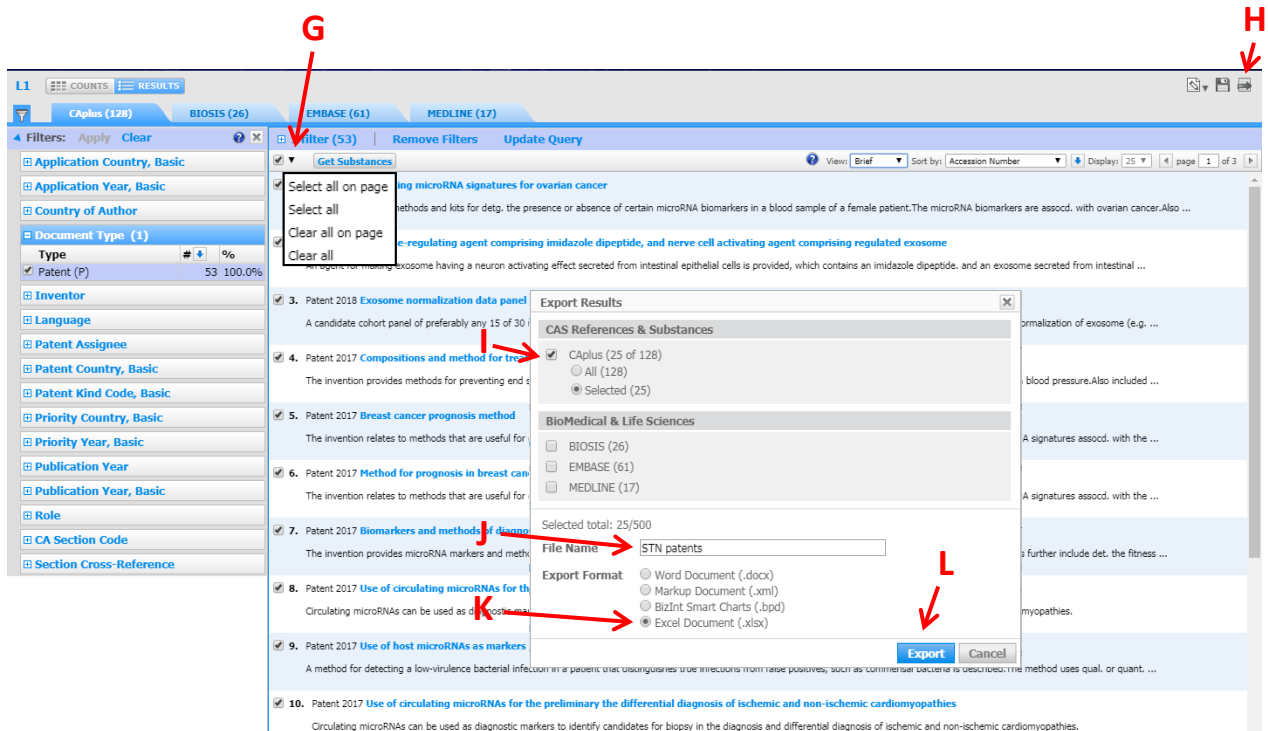 G
H
L1 COUNTS RESULTS
CAplus (128) BIOSIS (26) EMBASE (61) MEDLINE (17)
Filters: Apply Clear
Filter (53) | Remove Filters Update Query
Get Substances View: Brief Sort by: Accession Number Display: 25 page 1 of 3
Application Country, Basic
Application Year, Basic
Country of Author
Document Type (1)
Type # %
Patent (P) 53 100.0%
Inventor
Language
Patent Assignee
Patent Country, Basic
Patent Kind Code, Basic
Priority Country, Basic
Priority Year, Basic
Publication Year
Publication Year, Basic
Role
CA Section Code
Section Cross-Reference
Select all on page
Select all
Clear all on page
Clear all
ing microRNA signatures for ovarian cancer
ethods and kits for detg. the presence or absence of certain microRNA biomarkers in a blood sample of a female patient.The microRNA biomarkers are assocd. with ovarian cancer.Also ...
e-regulating agent comprising imidazole dipeptide, and nerve cell activating agent comprising regulated exosome
An agent for making exosome having a neuron activating effect secreted from intestinal epithelial cells is provided, which contains an imidazole dipeptide. and an exosome secreted from intestinal ...
3. Patent 2018 Exosome normalization data panel
A candidate cohort panel of preferably any 15 of 30 ormalization of exosome (e.g. ...
4. Patent 2017 Compositions and method for trea
The invention provides methods for preventing end s blood pressure.Also included ...
5. Patent 2017 Breast cancer prognosis method
The invention relates to methods that are useful for A signatures assocd. with the ...
6. Patent 2017 Method for prognosis in breast can
The invention relates to methods that are useful for A signatures assocd. with the ...
7. Patent 2017 Biomarkers and methods of diagno
The invention provides microRNA markers and meth s further include det. the fitness ...
8. Patent 2017 Use of circulating microRNAs for th
Circulating microRNAs can be used as diagnostic ma myopathies.
9. Patent 2017 Use of host microRNAs as markers
A method for detecting a low-virulence bacterial infection in a patient that distinguishes true infections from false positives, such as commensal bacteria is described.The method uses qual. or quant. ...
10. Patent 2017 Use of circulating microRNAs for the preliminary the differential diagnosis of ischemic and non-ischemic cardiomyopathies
Circulating microRNAs can be used as diagnostic markers to identify candidates for biopsy in the diagnosis and differential diagnosis of ischemic and non-ischemic cardiomyopathies.
Export Results
CAS References & Substances
I
CAplus (25 of 128)
All (128)
Selected (25)
BioMedical & Life Sciences
BIOSIS (26)
EMBASE (61)
MEDLINE (17)
Selected total: 25/500
J
File Name STN patents
L
Export Format Word Document (.docx)
Markup Document (.xml)
BizInt Smart Charts (.bpd)
K
Excel Document (.xlsx)
Export Cancel